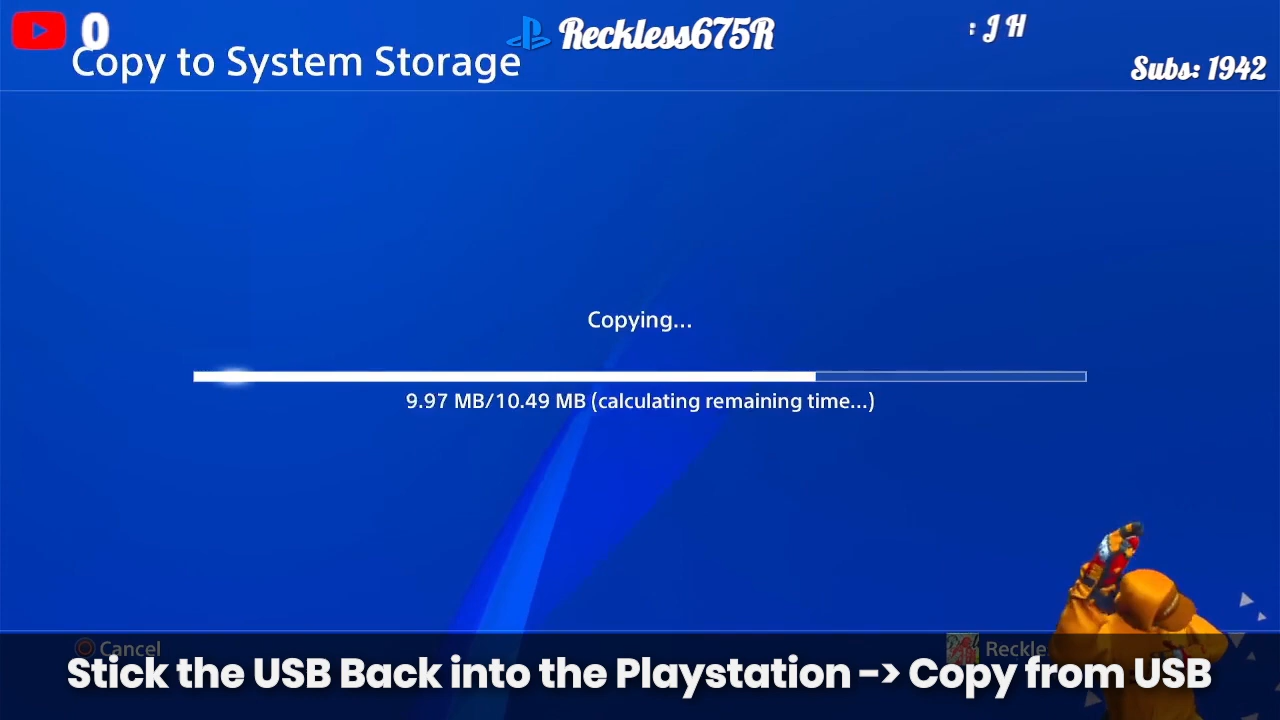 0
Reckless675R
: J H
Copy to System Storage
Subs: 1942
Copying...
9.97 MB/10.49 MB (calculating remaining time...)
Cancel
Reckle
Stick the USB Back into the Playstation -> Copy from USB